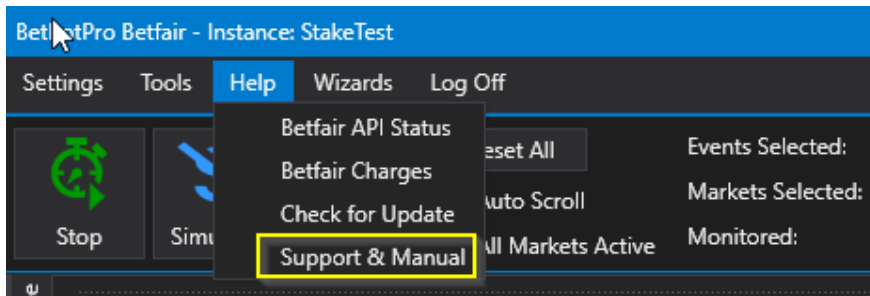 Betfair - Instance: StakeTest
Settings Tools Help Wizards Log Off
Betfair API Status
Betfair Charges
Check for Update
Support & Manual
All
Auto Scroll
All Markets Active
Events Selected:
Markets Selected:
Monitored:
Stop